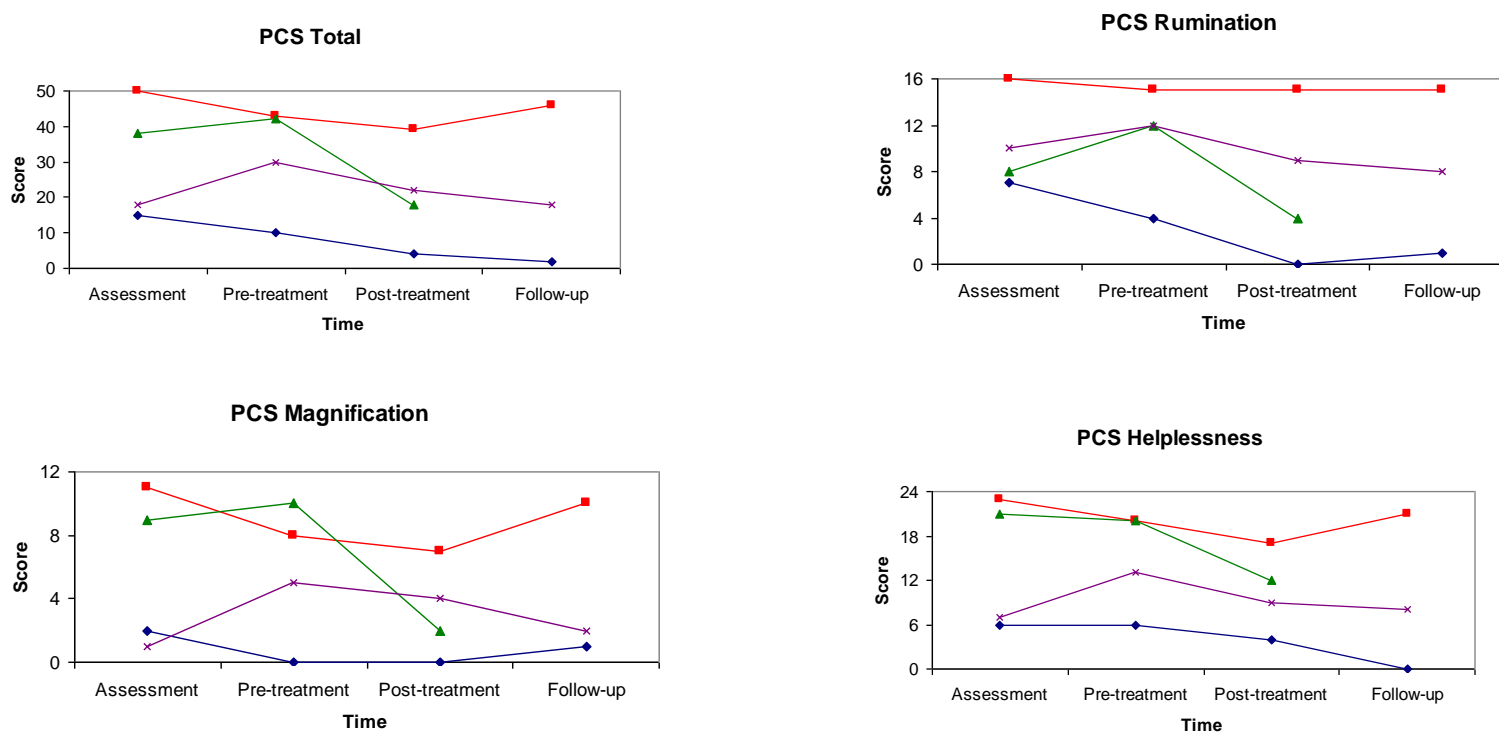 PCS Total
50
40
30
20
10
0
Score
Assessment Pre-treatment Post-treatment Follow-up
Time
PCS Rumination
16
12
8
4
0
Score
Assessment Pre-treatment Post-treatment Follow-up
Time
PCS Magnification
12
8
4
0
Score
Assessment Pre-treatment Post-treatment Follow-up
Time
PCS Helplessness
24
18
12
6
0
Score
Assessment Pre-treatment Post-treatment Follow-up
Time